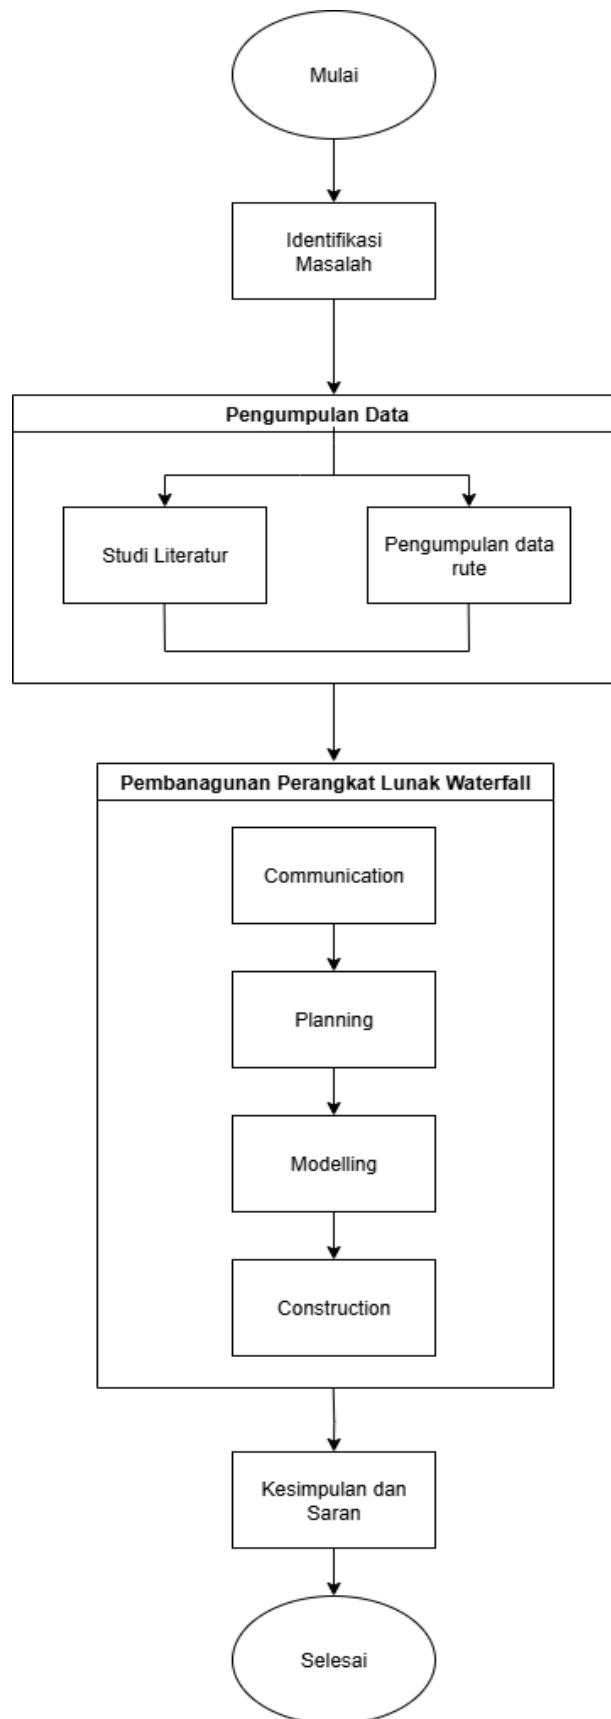 Mulai
Identifikasi
Masalah
Pengumpulan Data
Studi Literatur
Pengumpulan data
rute
Pembanagunan Perangkat Lunak Waterfall
Communication
Planning
Modelling
Construction
Kesimpulan dan
Saran
Selesai